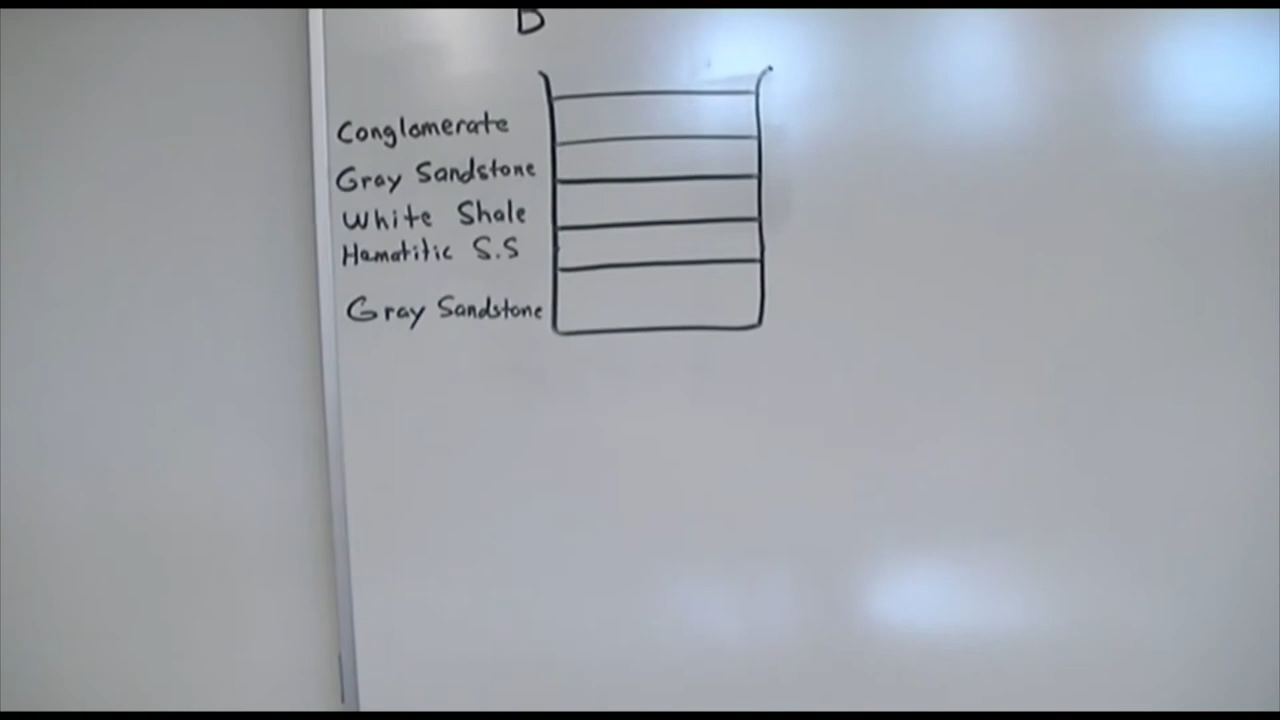 D
Conglomerate
Gray Sandstone
White Shale
Hematitic S.S
Gray Sandstone